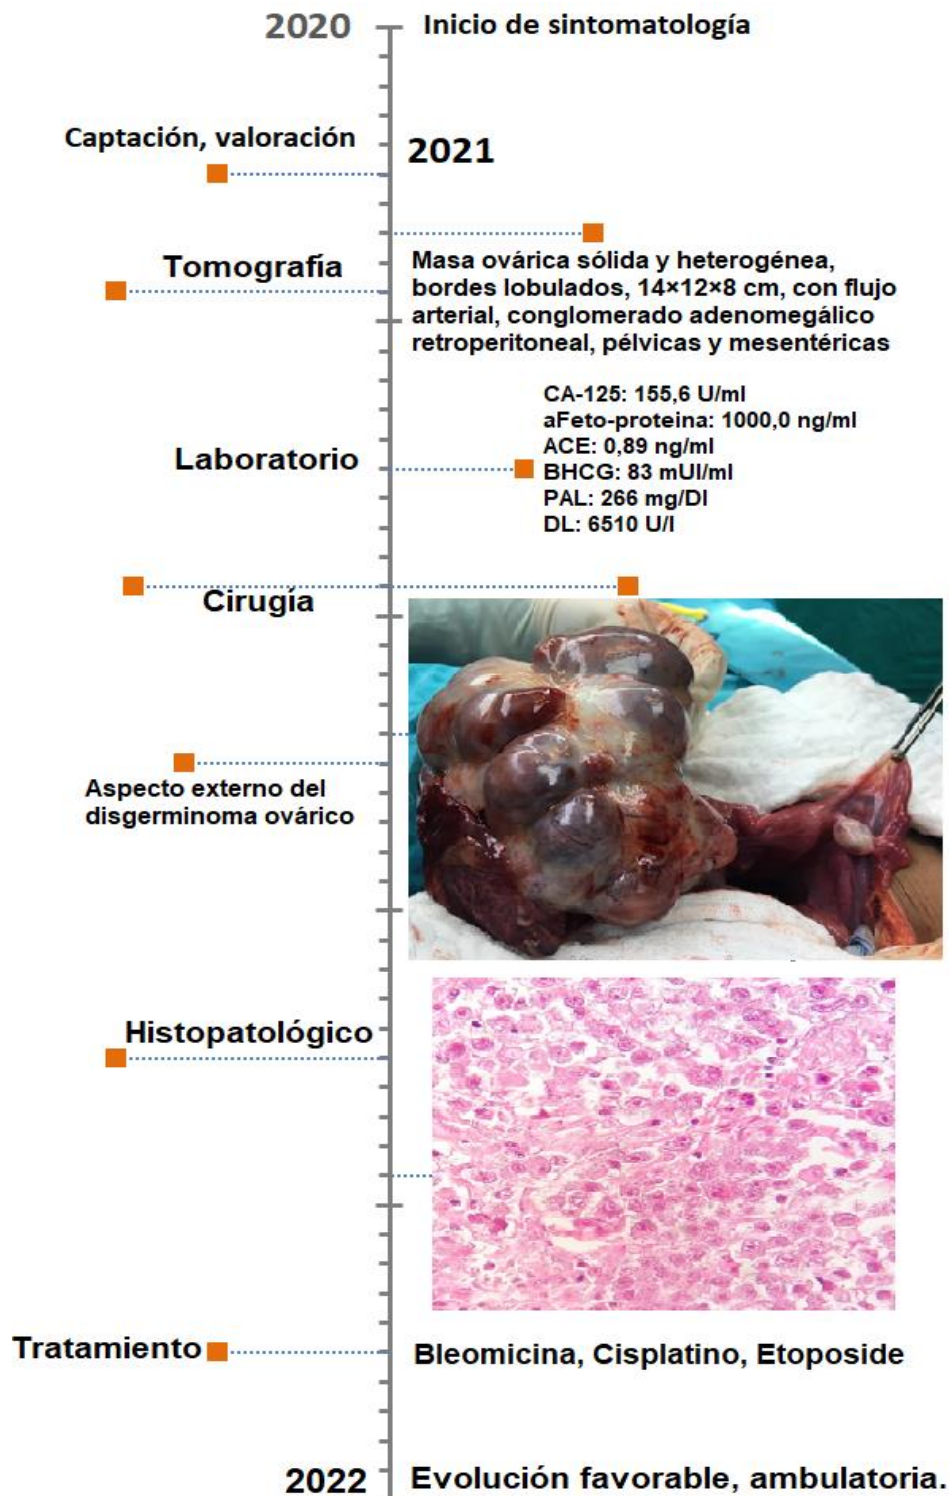 2020
Inicio de sintomatología
Captación, valoración
2021
Tomografía
Masa ovárica sólida y heterogénea,
bordes lobulados, 14×12×8 cm, con flujo
arterial, conglomerado adenomegálico
retroperitoneal, pélvicas y mesentéricas
Laboratorio
CA-125: 155,6 U/ml
aFeto-proteina: 1000,0 ng/ml
ACE: 0,89 ng/ml
BHCG: 83 mUI/ml
PAL: 266 mg/Dl
DL: 6510 U/l
Cirugía
Aspecto externo del
disgerminoma ovárico
Histopatológico
Tratamiento
Bleomicina, Cisplatino, Etoposide
2022
Evolución favorable, ambulatoria.